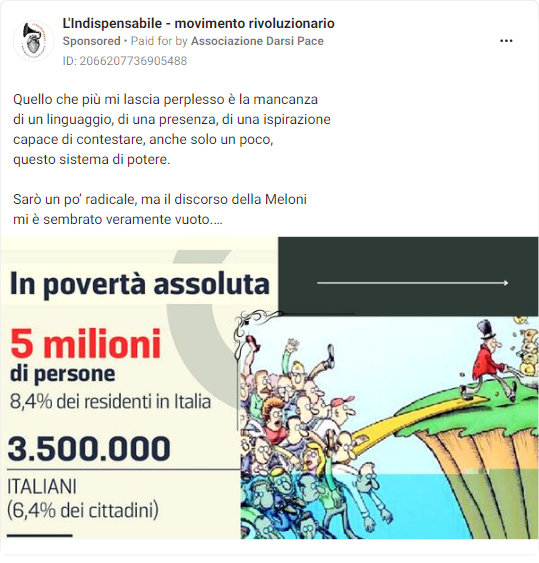 L'Indispensabile - movimento rivoluzionario
Sponsored • Paid for by Associazione Darsi Pace
ID: 2066207736905488
Quello che più mi lascia perplesso è la mancanza
di un linguaggio, di una presenza, di una ispirazione
capace di contestare, anche solo un poco,
questo sistema di potere.
Sarò un po’ radicale, ma il discorso della Meloni
mi è sembrato veramente vuoto....
In povertà assoluta
5 milioni
di persone
8,4% dei residenti in Italia
3.500.000
ITALIANI
(6,4% dei cittadini)